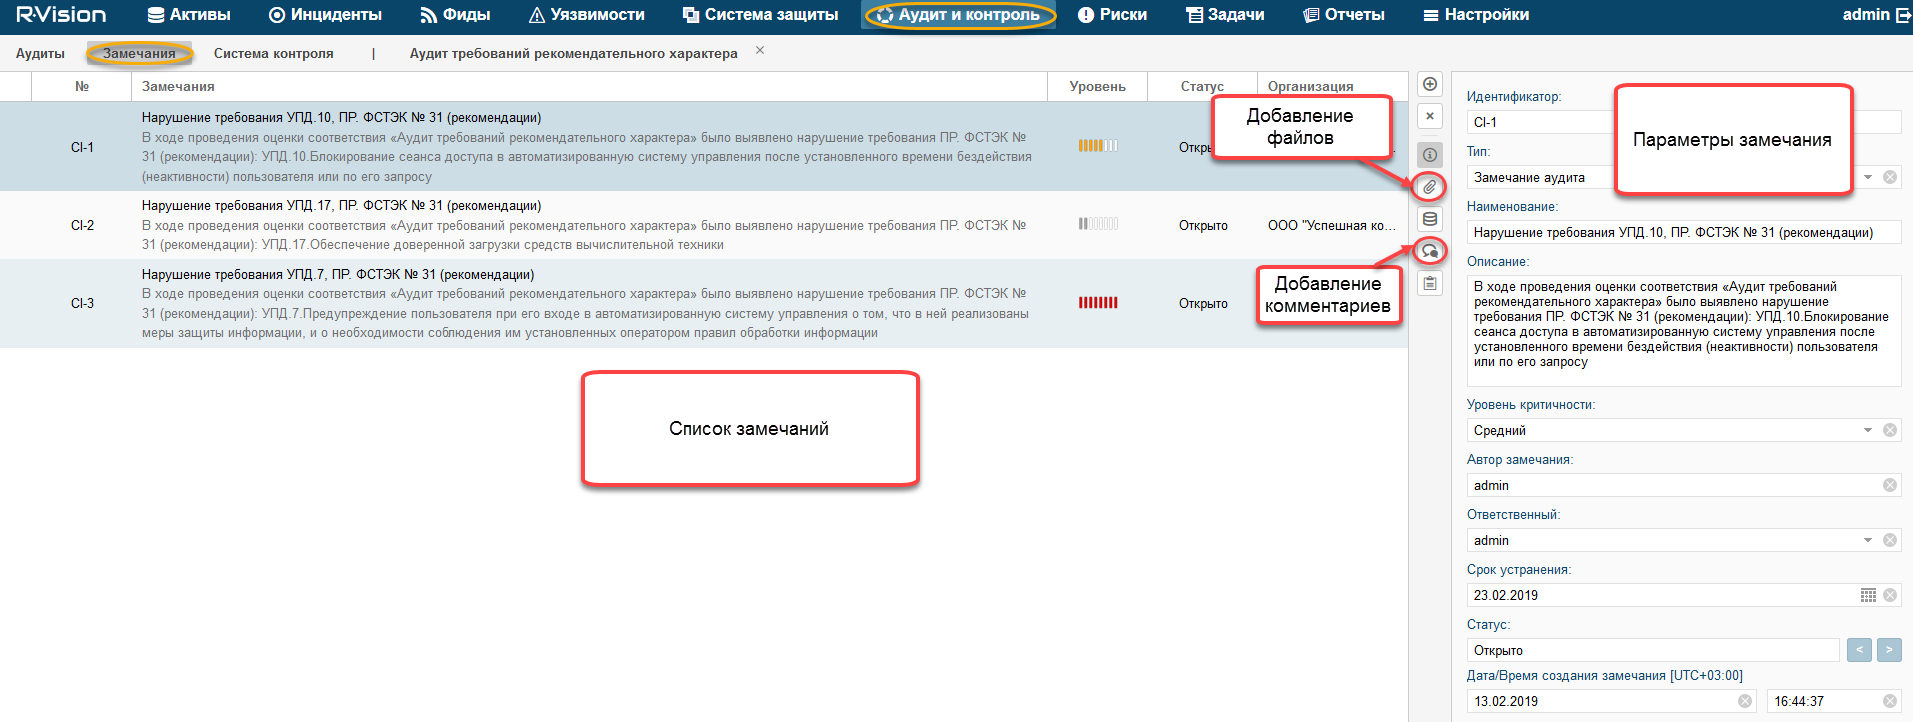 R·Vision Активы Инциденты Фиды Уязвимости Система защиты Аудит и контроль Риски Задачи Отчеты Настройки admin
Аудиты Замечания Система контроля | Аудит требований рекомендательного характера ×
№ Замечания Уровень Статус Организация
CI-1
Нарушение требования УПД.10, ПР. ФСТЭК № 31 (рекомендации)
В ходе проведения оценки соответствия «Аудит требований рекомендательного характера» было выявлено нарушение требования ПР. ФСТЭК №
31 (рекомендации): УПД.10.Блокирование сеанса доступа в автоматизированную систему управления после установленного времени бездействия
(неактивности) пользователя или по его запросу
CI-2
Нарушение требования УПД.17, ПР. ФСТЭК № 31 (рекомендации)
В ходе проведения оценки соответствия «Аудит требований рекомендательного характера» было выявлено нарушение требования ПР. ФСТЭК №
31 (рекомендации): УПД.17.Обеспечение доверенной загрузки средств вычислительной техники
Открыто
ООО "Успешная ко...
CI-3
Нарушение требования УПД.7, ПР. ФСТЭК № 31 (рекомендации)
В ходе проведения оценки соответствия «Аудит требований рекомендательного характера» было выявлено нарушение требования ПР. ФСТЭК №
31 (рекомендации): УПД.7.Предупреждение пользователя при его входе в автоматизированную систему управления о том, что в ней реализованы
меры защиты информации, и о необходимости соблюдения им установленных оператором правил обработки информации
Открыто
Добавление
файлов
Добавление
комментариев
Список замечаний
Параметры замечания
Идентификатор:
CI-1
Тип:
Замечание аудита
Наименование:
Нарушение требования УПД.10, ПР. ФСТЭК № 31 (рекомендации)
Описание:
В ходе проведения оценки соответствия «Аудит требований
рекомендательного характера» было выявлено нарушение
требования ПР. ФСТЭК № 31 (рекомендации): УПД.10.Блокирование
сеанса доступа в автоматизированную систему управления после
установленного времени бездействия (неактивности) пользователя
или по его запросу
Уровень критичности:
Средний
Автор замечания:
admin
Ответственный:
admin
Срок устранения:
23.02.2019
Статус:
Открыто < >
Дата/Время создания замечания [UTC+03:00]
13.02.2019 16:44:37